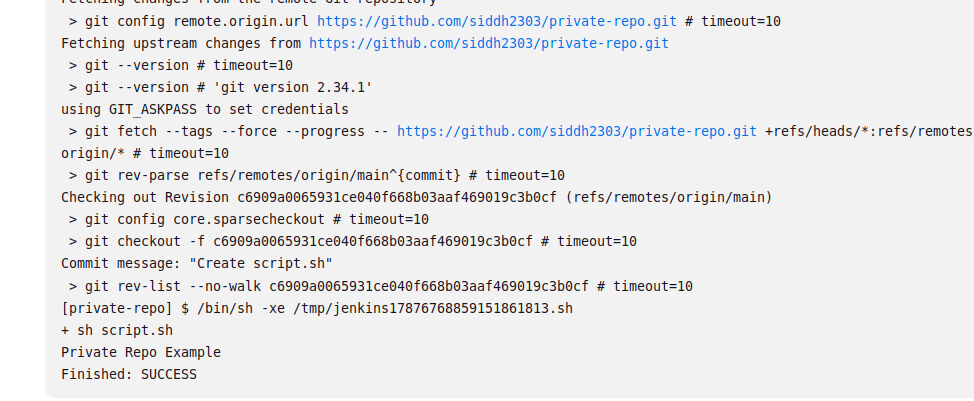 Fetching changes from the remote Git repository
> git config remote.origin.url https://github.com/siddh2303/private-repo.git # timeout=10
Fetching upstream changes from https://github.com/siddh2303/private-repo.git
> git --version # timeout=10
> git --version # 'git version 2.34.1'
using GIT_ASKPASS to set credentials
> git fetch --tags --force --progress -- https://github.com/siddh2303/private-repo.git +refs/heads/*:refs/remotes
origin/* # timeout=10
> git rev-parse refs/remotes/origin/main^{commit} # timeout=10
Checking out Revision c6909a0065931ce040f668b03aaf469019c3b0cf (refs/remotes/origin/main)
> git config core.sparsecheckout # timeout=10
> git checkout -f c6909a0065931ce040f668b03aaf469019c3b0cf # timeout=10
Commit message: "Create script.sh"
> git rev-list --no-walk c6909a0065931ce040f668b03aaf469019c3b0cf # timeout=10
[private-repo] $ /bin/sh -xe /tmp/jenkins17876768859151861813.sh
+ sh script.sh
Private Repo Example
Finished: SUCCESS